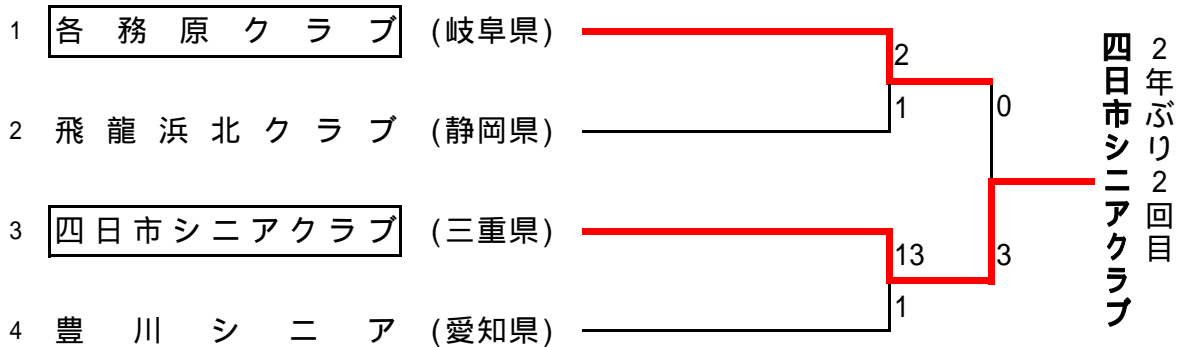 1 各務原クラブ (岐阜県)
2
1
2 飛龍浜北クラブ (静岡県)
0
3 四日市シニアクラブ (三重県)
13
3
1
4 豊川シニア (愛知県)
四日市シニアクラブ
2年ぶり2回目